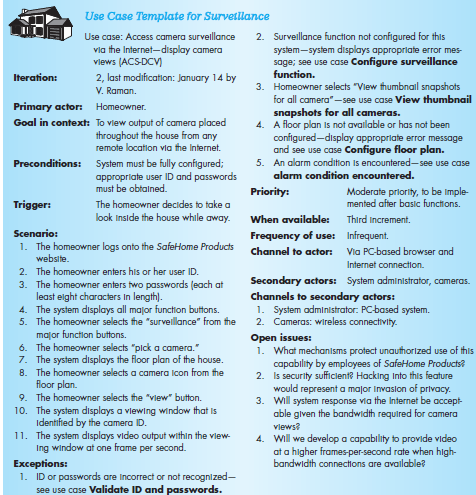 Use Case Template for Surveillance
Use case: Access camera surveillance
via the Internet—display camera
views (ACS-DCV)
Iteration: 2, last modification: January 14 by
V. Raman.
Primary actor: Homeowner.
Goal in context: To view output of camera placed
throughout the house from any
remote location via the Internet.
Preconditions: System must be fully configured;
appropriate user ID and passwords
must be obtained.
Trigger: The homeowner decides to take a
look inside the house while away.
Scenario:
1. The homeowner logs onto the SafeHome Products
website.
2. The homeowner enters his or her user ID.
3. The homeowner enters two passwords (each at
least eight characters in length).
4. The system displays all major function buttons.
5. The homeowner selects the “surveillance” from the
major function buttons.
6. The homeowner selects “pick a camera.”
7. The system displays the floor plan of the house.
8. The homeowner selects a camera icon from the
floor plan.
9. The homeowner selects the “view” button.
10. The system displays a viewing window that is
identified by the camera ID.
11. The system displays video output within the view-
ing window at one frame per second.
Exceptions:
1. ID or passwords are incorrect or not recognized—
see use case Validate ID and passwords.
2. Surveillance function not configured for this
system—system displays appropriate error mes-
sage; see use case Configure surveillance
function.
3. Homeowner selects “View thumbnail snapshots
for all camera”—see use case View thumbnail
snapshots for all cameras.
4. A floor plan is not available or has not been
configured—display appropriate error message
and see use case Configure floor plan.
5. An alarm condition is encountered—see use case
alarm condition encountered.
Priority: Moderate priority, to be imple-
mented after basic functions.
When available: Third increment.
Frequency of use: Infrequent.
Channel to actor: Via PC-based browser and
Internet connection.
Secondary actors: System administrator, cameras.
Channels to secondary actors:
1. System administrator: PC-based system.
2. Cameras: wireless connectivity.
Open issues:
1. What mechanisms protect unauthorized use of this
capability by employees of SafeHome Products?
2. Is security sufficient? Hacking into this feature
would represent a major invasion of privacy.
3. Will system response via the Internet be accept-
able given the bandwidth required for camera
views?
4. Will we develop a capability to provide video
at a higher frames-per-second rate when high-
bandwidth connections are available?